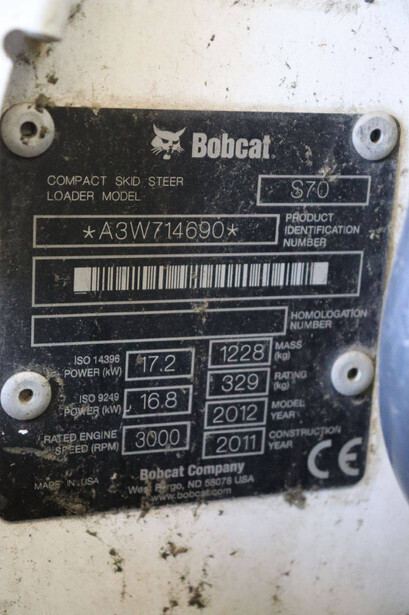 Bobcat®
COMPACT SKID STEER
LOADER MODEL
S70
*A3W714690*
PRODUCT
IDENTIFICATION
NUMBER
HOMOLOGATION
NUMBER
ISO 14396
POWER (kW)
17.2
1228
MASS
(kg)
ISO 9249
POWER (kW)
16.8
329
RATING
(kg)
2012
MODEL
YEAR
RATED ENGINE
SPEED (RPM)
3000
2011
CONSTRUCTION
YEAR
CE
MADE IN USA
Bobcat Company
West Fargo, ND 58078 USA
www.bobcat.com